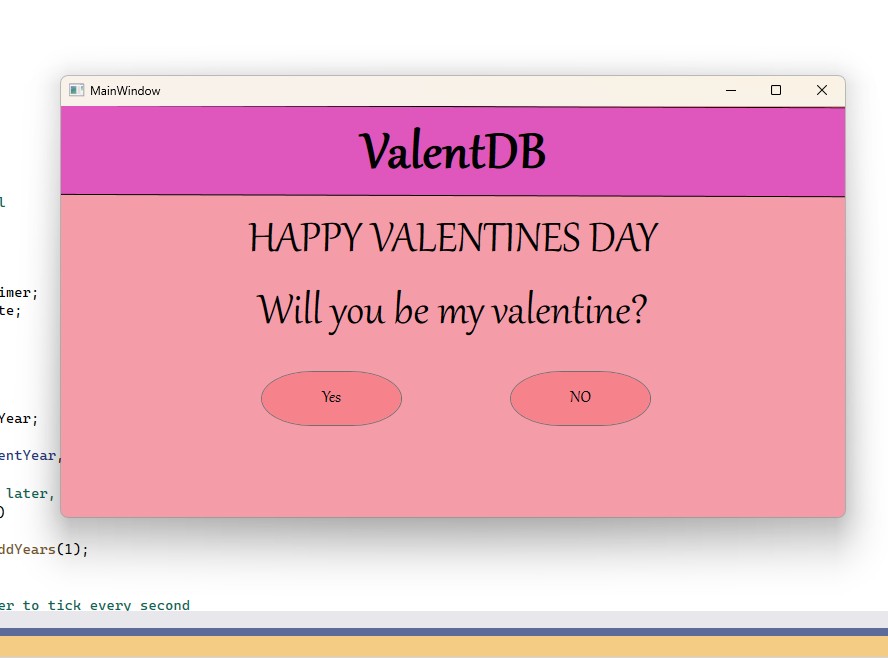 MainWindow
ValentDB
l
HAPPY VALENTINES DAY
imer;
te;
Will you be my valentine?
Yes
NO
Year;
entYear,
later,
)
ddYears(1);
er to tick every second